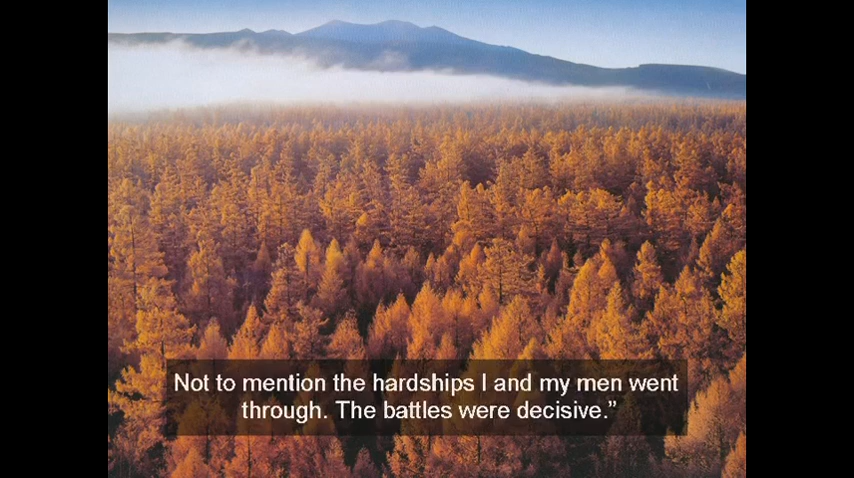 Not to mention the hardships I and my men went
through. The battles were decisive.”